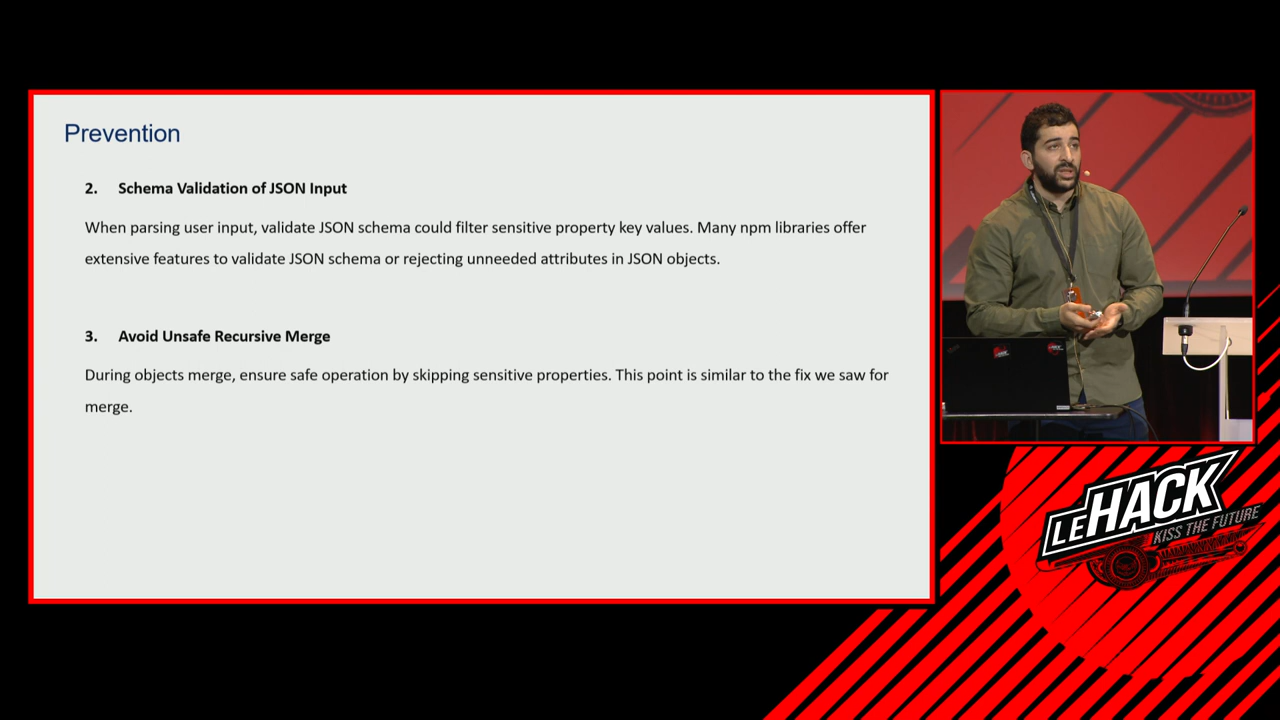 Prevention
2. Schema Validation of JSON Input
When parsing user input, validate JSON schema could filter sensitive property key values. Many npm libraries offer
extensive features to validate JSON schema or rejecting unneeded attributes in JSON objects.
3. Avoid Unsafe Recursive Merge
During objects merge, ensure safe operation by skipping sensitive properties. This point is similar to the fix we saw for
merge.
LEHACK
KISS THE FUTURE